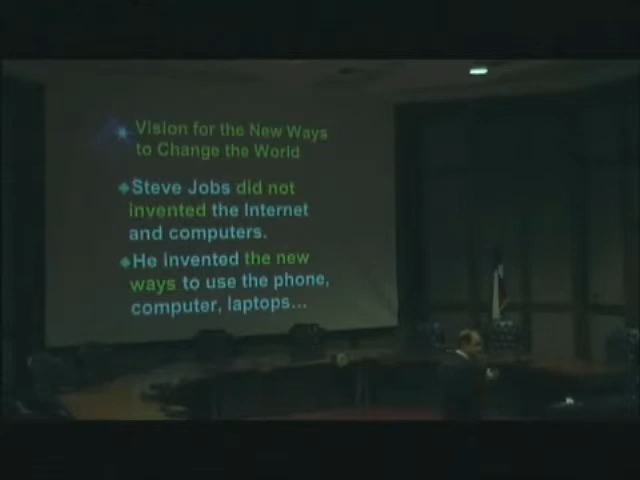 Vision for the New Ways
to Change the World
Steve Jobs did not
invented the Internet
and computers.
He invented the new
ways to use the phone,
computer, laptops...